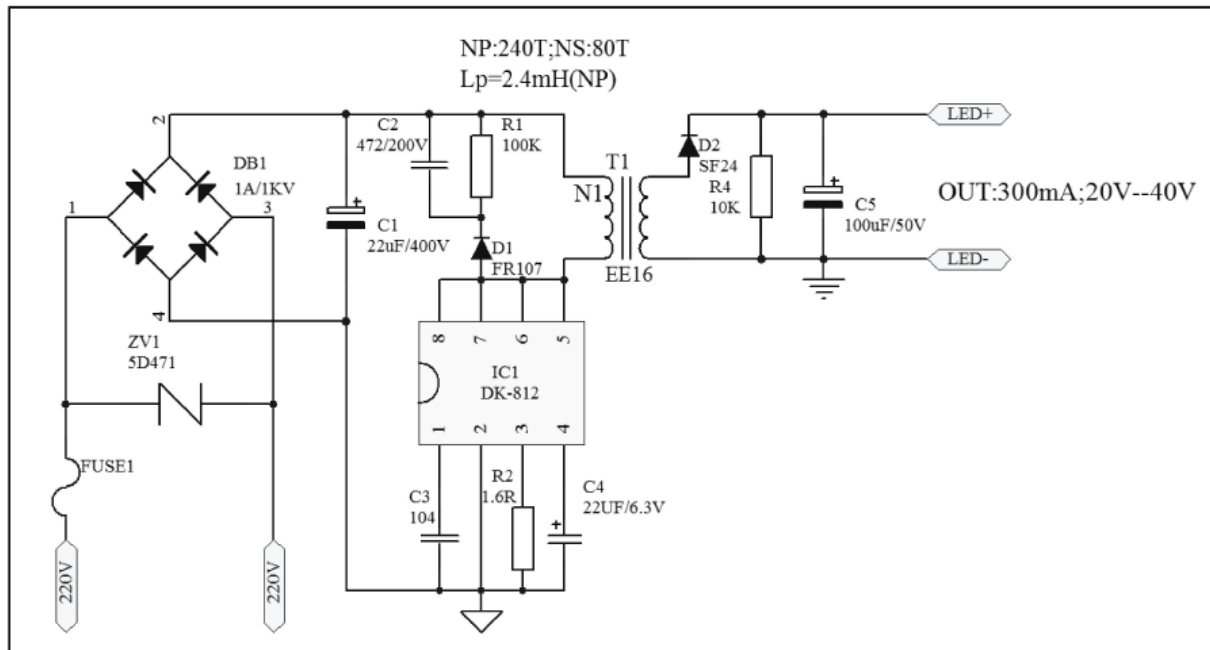 NP:240T;NS:80T
Lp=2.4mH(NP)
2
DB1
1A/1KV
1
3
4
C1
22uF/400V
C2
472/200V
R1
100K
D1
FR107
T1
N1
EE16
D2
SF24
R4
10K
C5
100uF/50V
LED+
OUT:300mA;20V--40V
LED-
ZV1
5D471
FUSE1
220V
220V
8
7
6
5
IC1
DK-812
1
2
3
4
C3
104
R2
1.6R
C4
22UF/6.3V